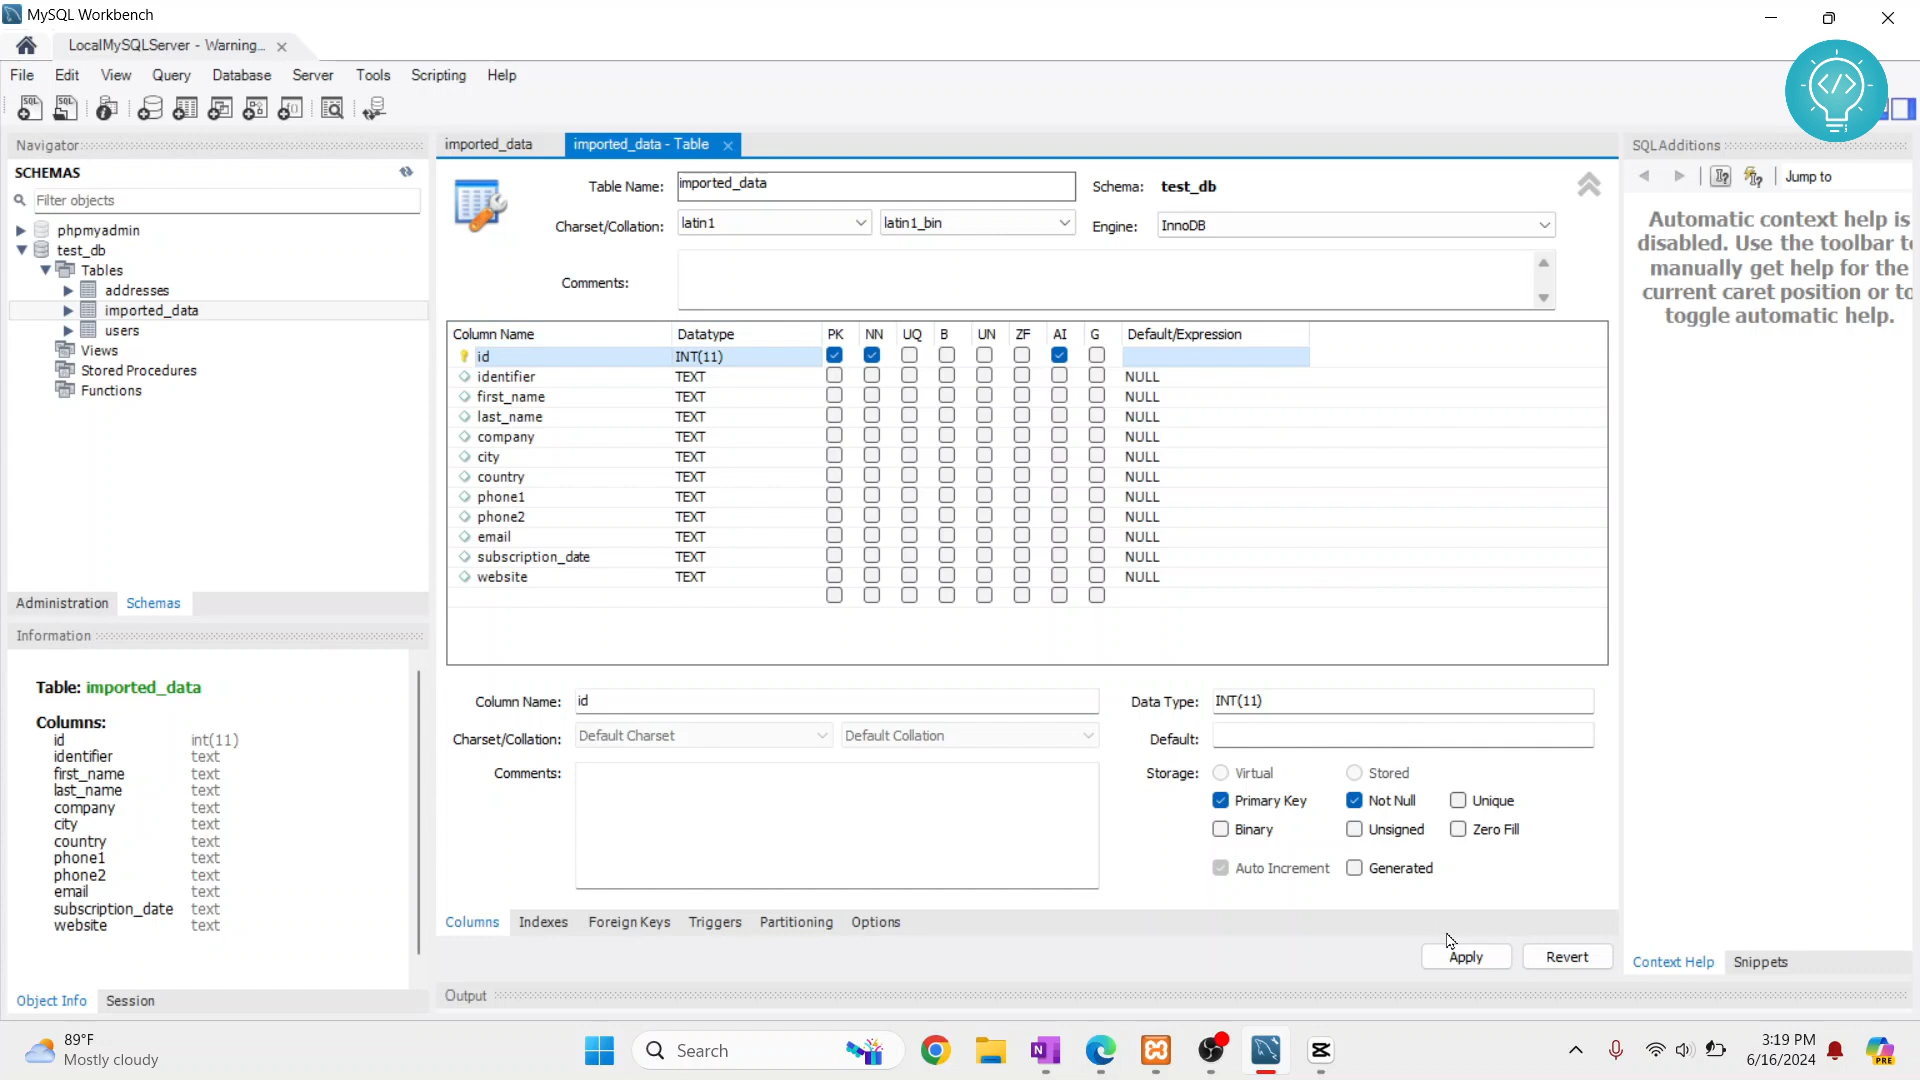 MySQL Workbench
LocalMySQLServer - Warning...
File Edit View Query Database Server Tools Scripting Help
Navigator
SCHEMAS
Filter objects
phpmyadmin
test_db
Tables
addresses
imported_data
users
Views
Stored Procedures
Functions
Administration Schemas
Information
Table: imported_data
Columns:
id int(11)
identifier text
first_name text
last_name text
company text
city text
country text
phone1 text
phone2 text
email text
subscription_date text
website text
Object Info Session
imported_data imported_data - Table
Table Name: imported_data Schema: test_db
Charset/Collation: latin1 latin1_bin Engine: InnoDB
Comments:
Column Name Datatype PK NN UQ B UN ZF AI G Default/Expression
id INT(11)
identifier TEXT NULL
first_name TEXT NULL
last_name TEXT NULL
company TEXT NULL
city TEXT NULL
country TEXT NULL
phone1 TEXT NULL
phone2 TEXT NULL
email TEXT NULL
subscription_date TEXT NULL
website TEXT NULL
Column Name: id Data Type: INT(11)
Charset/Collation: Default Charset Default Collation Default:
Comments: Storage: Virtual Stored
Primary Key Not Null Unique
Binary Unsigned Zero Fill
Auto Increment Generated
Columns Indexes Foreign Keys Triggers Partitioning Options
Apply Revert
Output
SQLAdditions
Jump to
Automatic context help is
disabled. Use the toolbar to
manually get help for the
current caret position or to
toggle automatic help.
Context Help Snippets
89°F
Mostly cloudy
Search
3:19 PM
6/16/2024
PRE